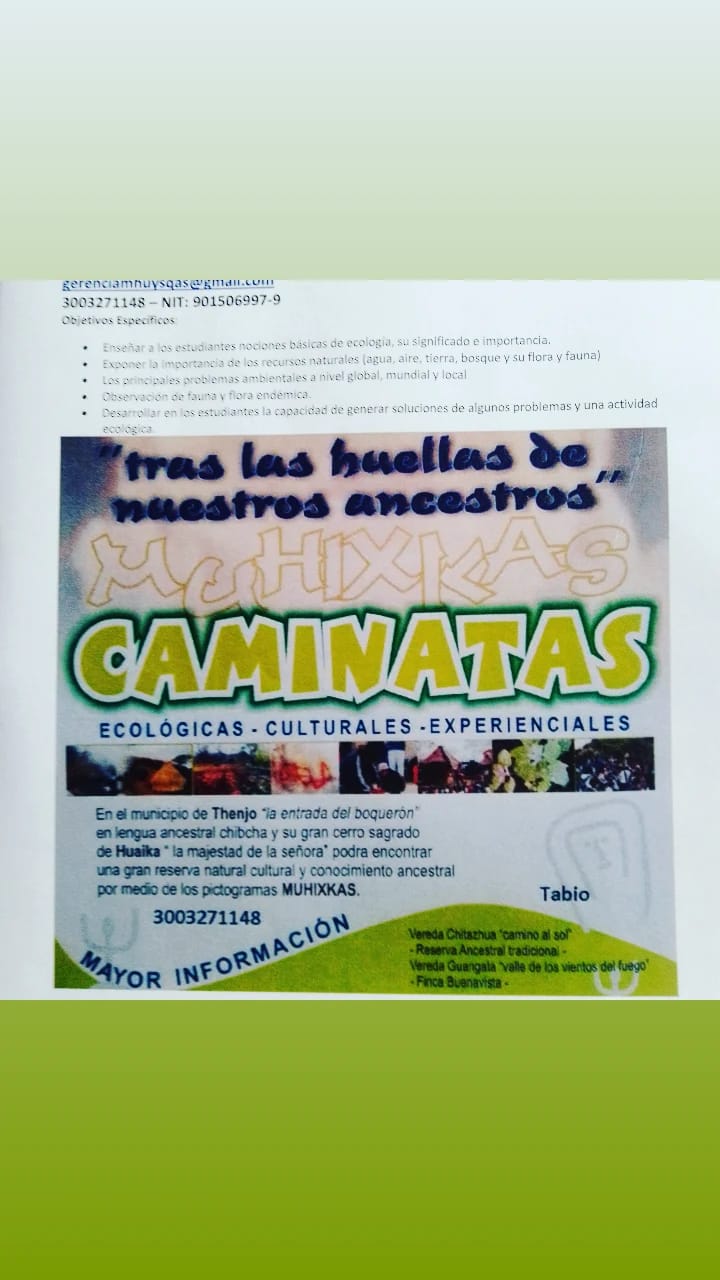 gerenciamhuysqas@gmail.com
3003271148 – NIT: 901506997-9
Objetivos Específicos:
• Enseñar a los estudiantes nociones básicas de ecología, su significado e importancia.
• Exponer la importancia de los recursos naturales (agua, aire, tierra, bosque y su flora y fauna)
• Los principales problemas ambientales a nivel global, mundial y local
• Observación de fauna y flora endémica.
• Desarrollar en los estudiantes la capacidad de generar soluciones de algunos problemas y una actividad
ecológica.
"tras las huellas de
nuestros ancestros"
MUHIXKAS
CAMINATAS
ECOLÓGICAS - CULTURALES - EXPERIENCIALES
En el municipio de Thenjo "la entrada del boquerón"
en lengua ancestral chibcha y su gran cerro sagrado
de Huaika " la majestad de la señora" podra encontrar
una gran reserva natural cultural y conocimiento ancestral
por medio de los pictogramas MUHIXKAS.
3003271148
MAYOR INFORMACIÓN
Tabio
Vereda Chitazhua "camino al sol"
- Reserva Ancestral tradicional -
Vereda Guangala "valle de los vientos del fuego"
- Finca Buenavista -